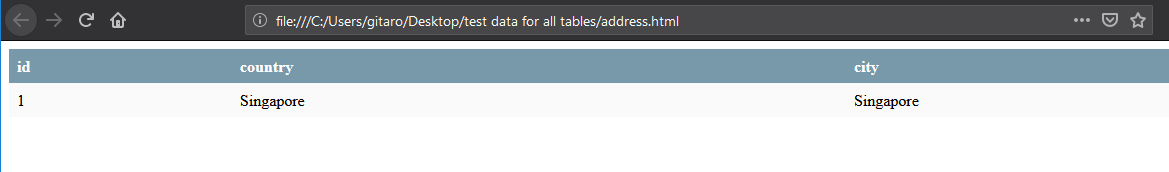 file:///C:/Users/gitaro/Desktop/test data for all tables/address.html
id country city
1 Singapore Singapore